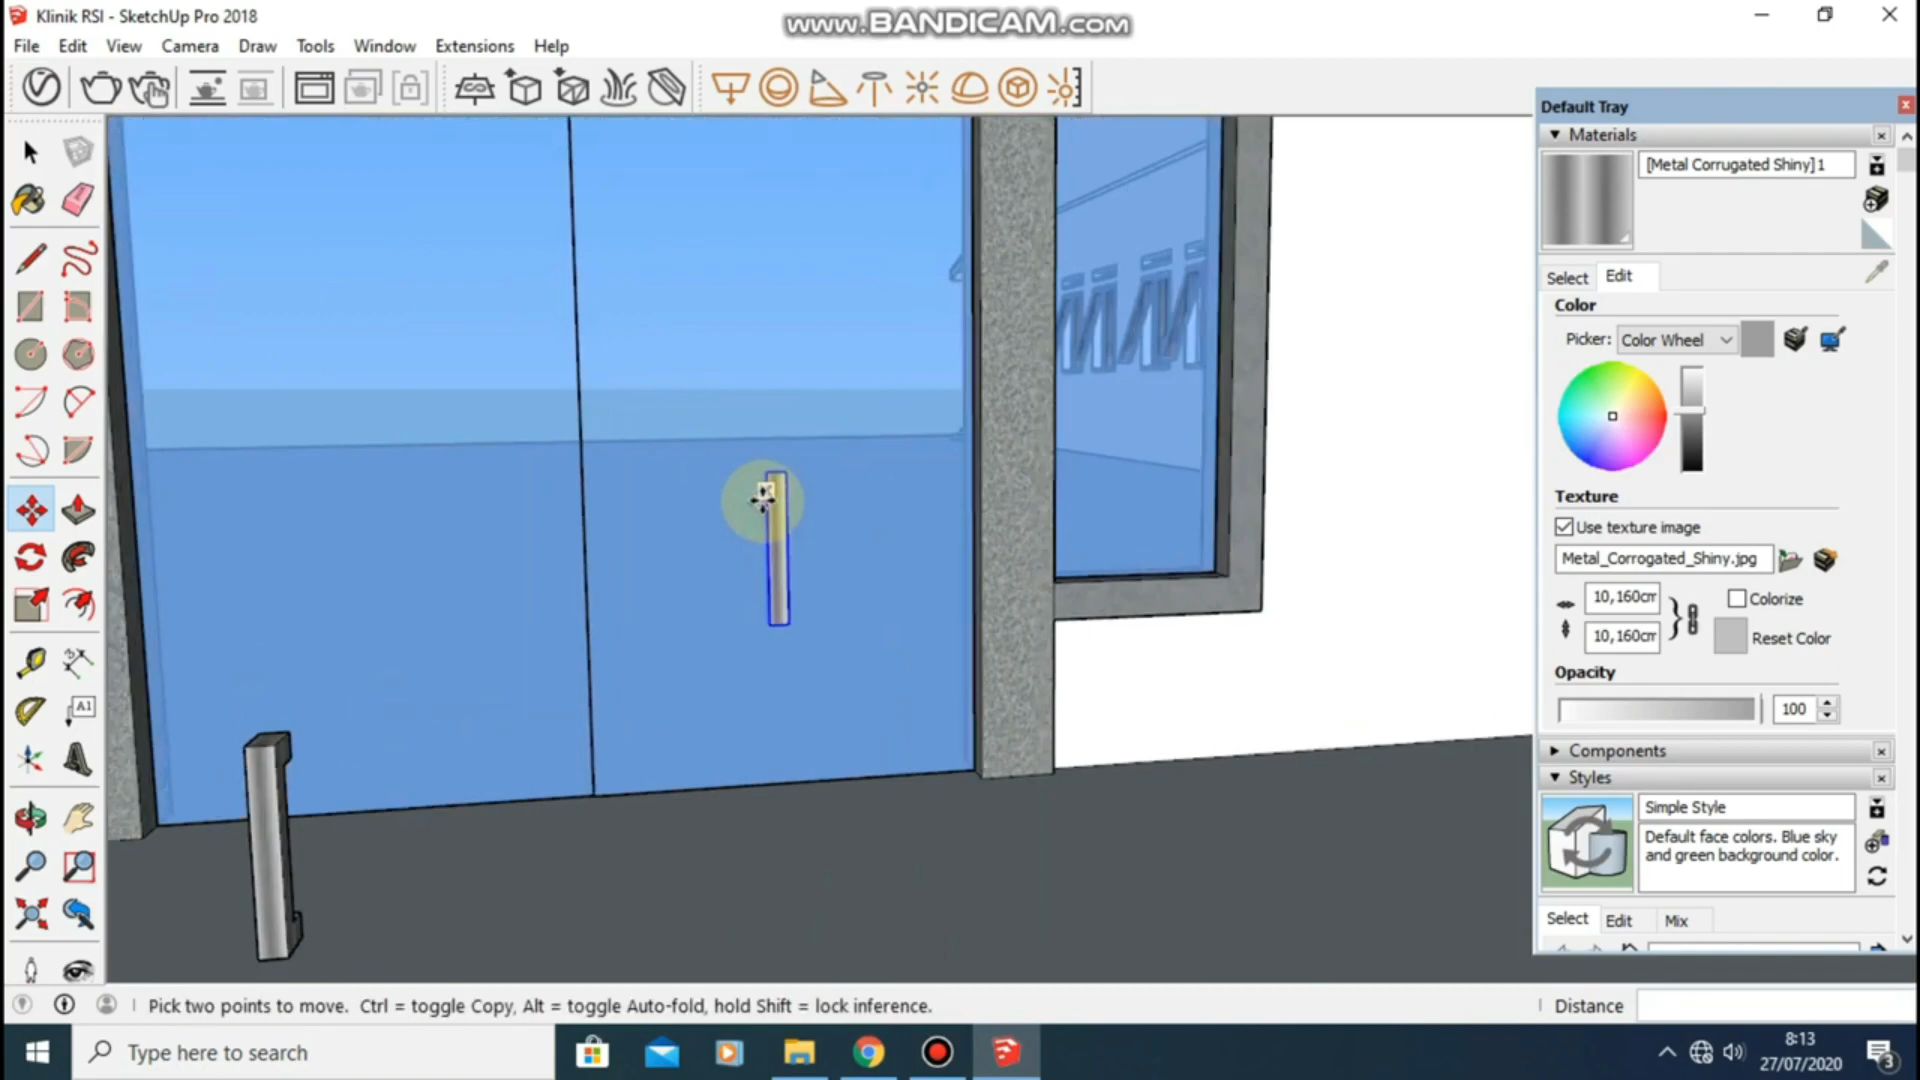 Klinik RSI - SketchUp Pro 2018
www.BANDICAM.com
File Edit View Camera Draw Tools Window Extensions Help
Default Tray
Materials
[Metal Corrugated Shiny]1
Select Edit
Color
Picker: Color Wheel
Texture
Use texture image
Metal_Corrogated_Shiny.jpg
10,160cm
Colorize
10,160cm
Reset Color
Opacity
100
Components
Styles
Simple Style
Default face colors. Blue sky
and green background color.
Select Edit Mix
A1
Pick two points to move. Ctrl = toggle Copy, Alt = toggle Auto-fold, hold Shift = lock inference.
Distance
Type here to search
8:13
27/07/2020
3